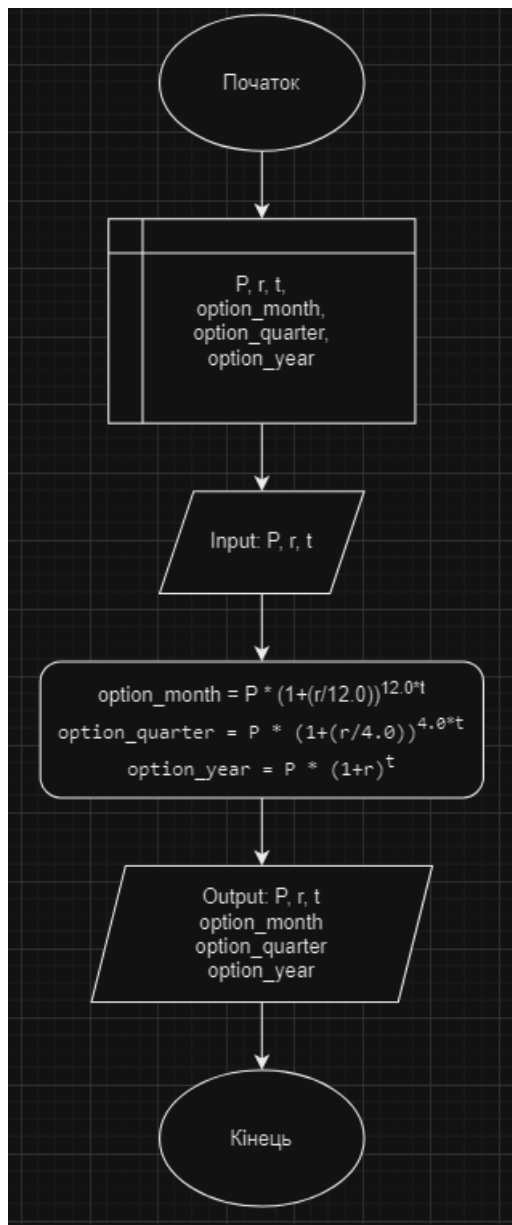 Початок
P, r, t,
option_month,
option_quarter,
option_year
Input: P, r, t
option_month = P * (1+(r/12.0))^12.0*t
option_quarter = P * (1+(r/4.0))^4.0*t
option_year = P * (1+r)^t
Output: P, r, t
option_month
option_quarter
option_year
Кінець